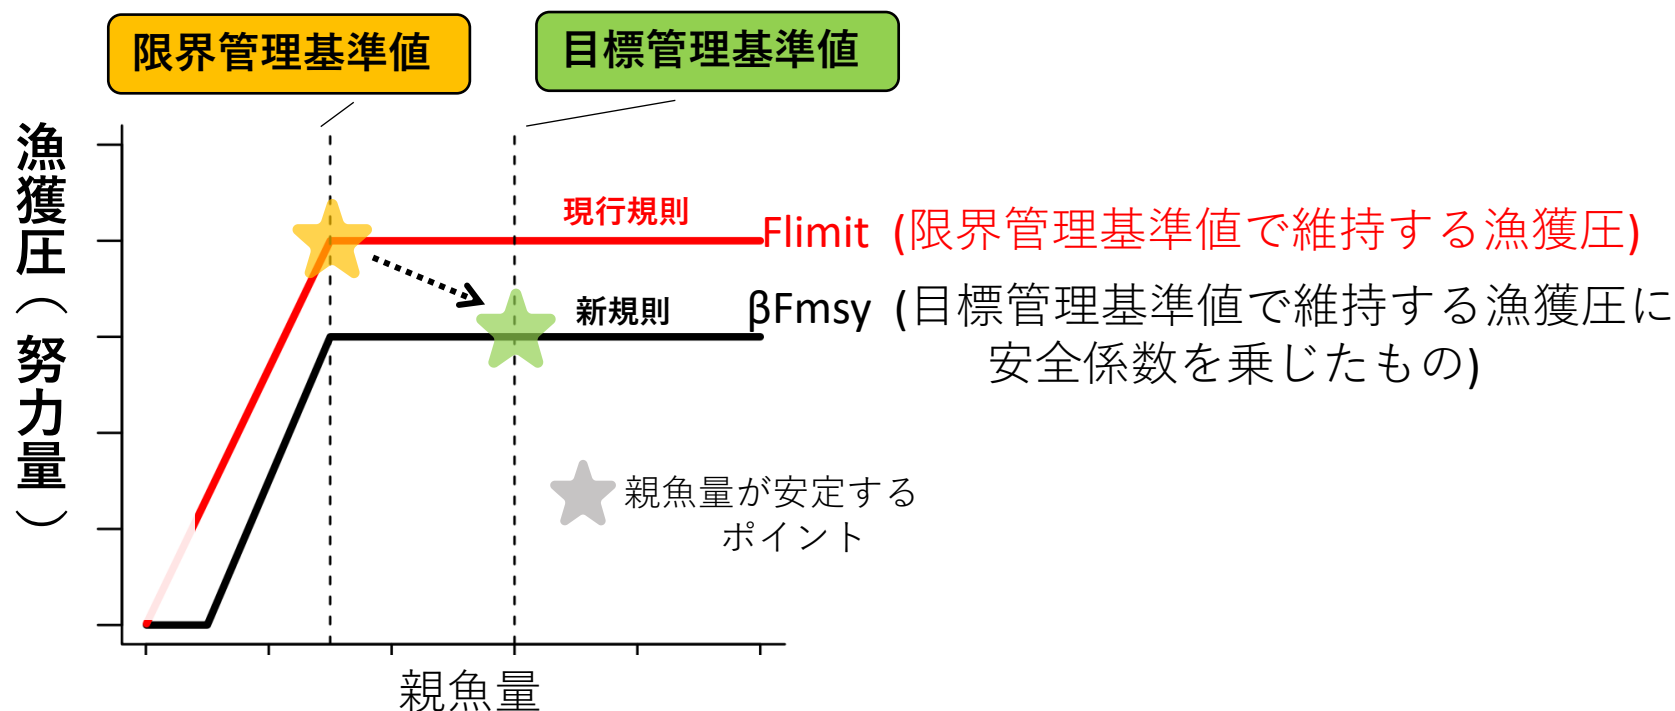 限界管理基準値
目標管理基準値
漁獲圧（努力量）
現行規則
Flimit (限界管理基準値で維持する漁獲圧)
新規則
βFmsy (目標管理基準値で維持する漁獲圧に
安全係数を乗じたもの)
親魚量が安定する
ポイント
親魚量